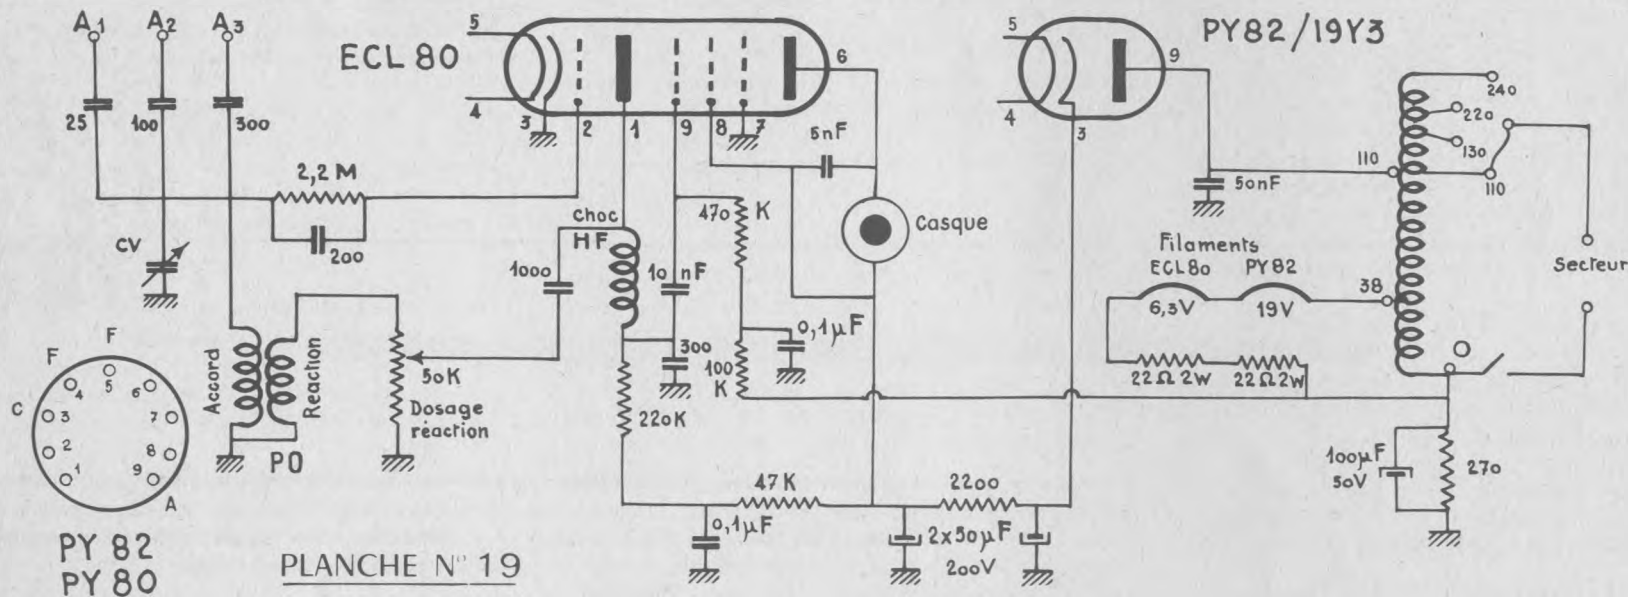 A1 A2 A3
25 100 300
ECL 80
5
4
3 2 1 9 8 7
6
5nF
PY82/19Y3
5
4
3
9
240
220
130
110
110
50nF
38
Secteur
2,2 M
200
CV
Choc
HF
1000
10 nF
470 K
Casque
Filaments
ECL80 PY82
6,3V 19V
22Ω 2W 22Ω 2W
0,1µF
300
100
K
50K
Dosage
réaction
220K
Accord
Reaction
PO
F
F
C
A
1 2 3 4 5 6 7 8 9
PY 82
PY 80
PLANCHE N° 19
47K
2200
0,1µF
2x50µF
200V
100µF
50V
270